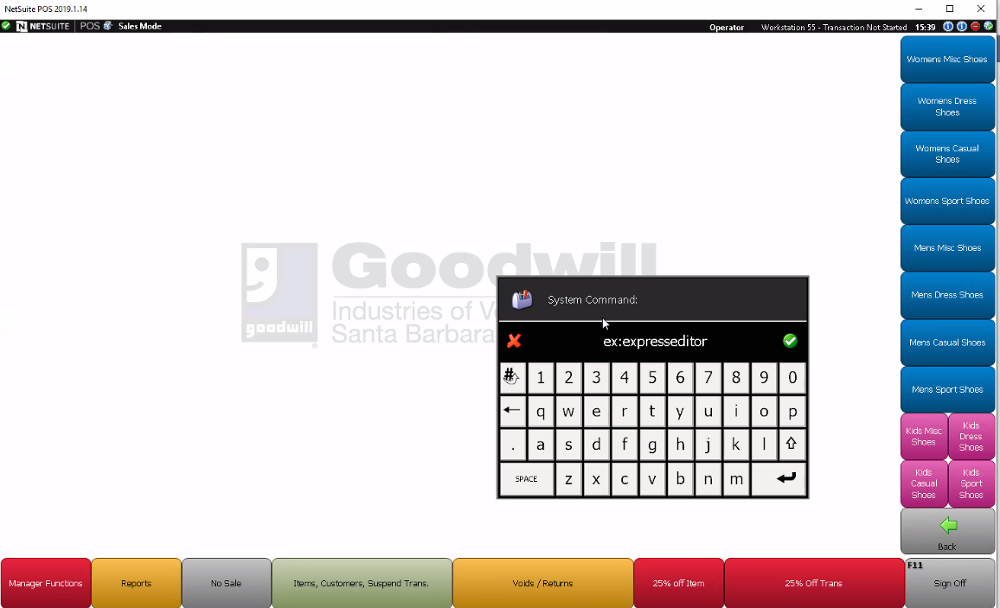 NetSuite POS 2019.1.14
NETSUITE POS Sales Mode
Operator Workstation 55 - Transaction Not Started 15:39
Womens Misc Shoes
Womens Dress
Shoes
Womens Casual
Shoes
Womens Sport Shoes
Mens Misc Shoes
Mens Dress Shoes
Mens Casual Shoes
Mens Sport Shoes
Kids Misc
Shoes
Kids
Dress
Shoes
Kids
Casual
Shoes
Kids
Sport
Shoes
Back
goodwill
Goodwill
Industries of V
Santa Barbara
System Command:
ex:expresseditor
# 1 2 3 4 5 6 7 8 9 0
q w e r t y u i o p
. a s d f g h j k l
SPACE z x c v b n m
Manager Functions
Reports
No Sale
Items, Customers, Suspend Trans.
Voids / Returns
25% off Item
25% Off Trans
F11
Sign Off